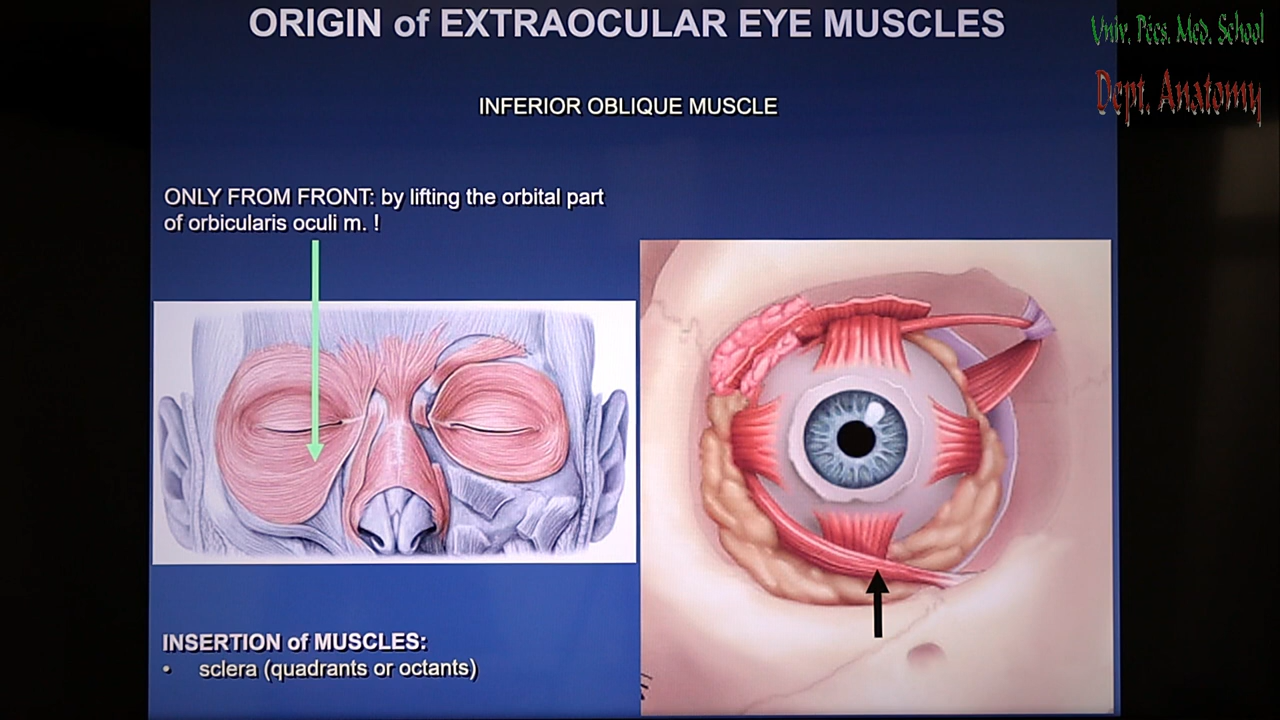 ORIGIN of EXTRAOCULAR EYE MUSCLES
Univ. Pécs. Med. School
Dept. Anatomy
INFERIOR OBLIQUE MUSCLE
ONLY FROM FRONT: by lifting the orbital part
of orbicularis oculi m. !
INSERTION of MUSCLES:
• sclera (quadrants or octants)